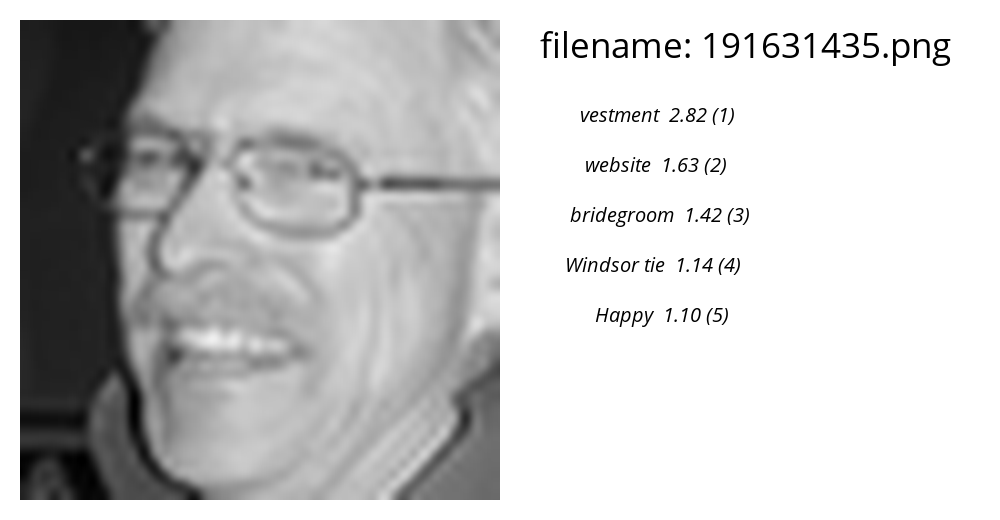 filename: 191631435.png
vestment 2.82 (1)
website 1.63 (2)
bridegroom 1.42 (3)
Windsor tie 1.14 (4)
Happy 1.10 (5)